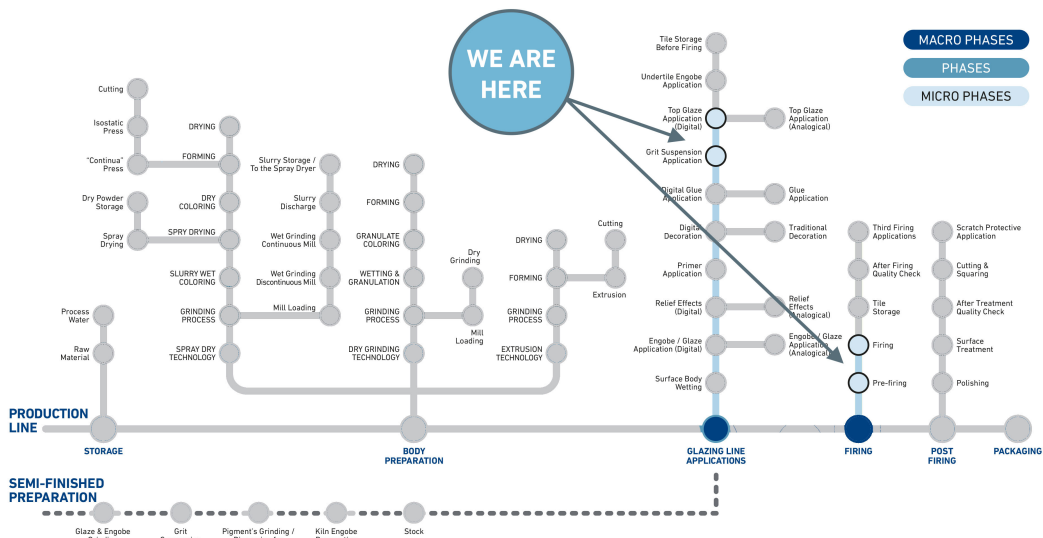 WE ARE
HERE
MACRO PHASES
PHASES
MICRO PHASES
Cutting
Isostatic
Press
"Continua"
Press
Dry Powder
Storage
Spray
Drying
Process
Water
Raw
Material
DRYING
FORMING
DRY
COLORING
SPRY DRYING
SLURRY WET
COLORING
GRINDING
PROCESS
SPRAY DRY
TECHNOLOGY
Slurry Storage /
To the Spray Dryer
Slurry
Discharge
Wet Grinding
Continuous Mill
Wet Grinding
Discontinuous Mill
Mill Loading
DRYING
FORMING
GRANULATE
COLORING
WETTING &
GRANULATION
GRINDING
PROCESS
DRY GRINDING
TECHNOLOGY
Dry
Grinding
Mill
Loading
DRYING
FORMING
GRINDING
PROCESS
EXTRUSION
TECHNOLOGY
Cutting
Extrusion
Tile Storage
Before Firing
Undertile Engobe
Application
Top Glaze
Application
(Digital)
Grit Suspension
Application
Digital Glue
Application
Digital
Decoration
Primer
Application
Relief Effects
(Digital)
Engobe / Glaze
Application (Digital)
Surface Body
Wetting
Top Glaze
Application
(Analogical)
Glue
Application
Traditional
Decoration
Relief
Effects
(Analogical)
Engobe / Glaze
Application
(Analogical)
Third Firing
Applications
After Firing
Quality Check
Tile
Storage
Firing
Pre-firing
Scratch Protective
Application
Cutting &
Squaring
After Treatment
Quality Check
Surface
Treatment
Polishing
PRODUCTION
LINE
STORAGE
BODY
PREPARATION
GLAZING LINE
APPLICATIONS
FIRING
POST
FIRING
PACKAGING
SEMI-FINISHED
PREPARATION
Glaze & Engobe
Grit
Pigment's Grinding /
Kiln Engobe
Stock